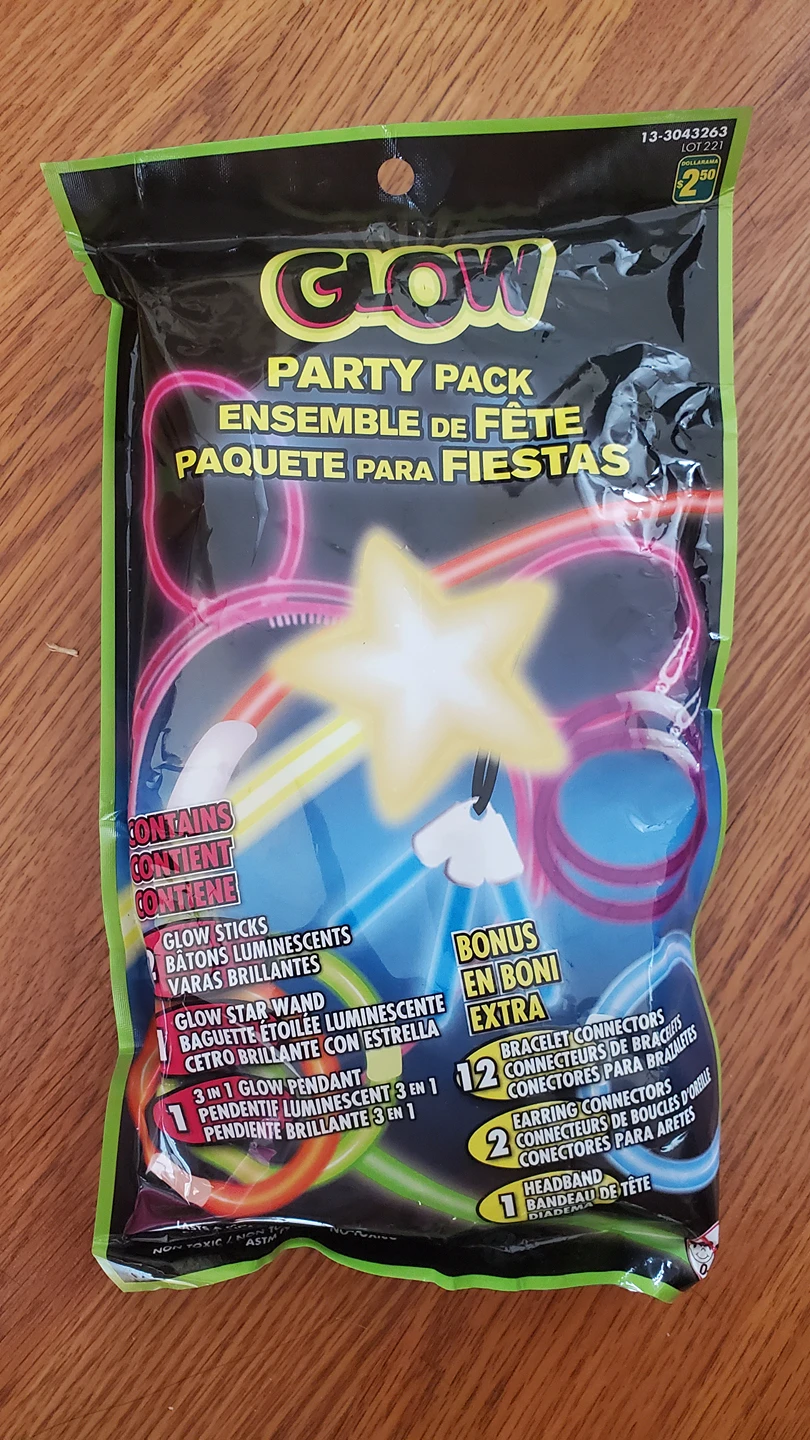 13-3043263
LOT 221
DOLLARAMA
$2.50
GLOW
PARTY PACK
ENSEMBLE DE FÊTE
PAQUETE PARA FIESTAS
CONTAINS
CONTIENT
CONTIENE
GLOW STICKS
BÂTONS LUMINESCENTS
VARAS BRILLANTES
1 GLOW STAR WAND
BAGUETTE ÉTOILÉE LUMINESCENTE
CETRO BRILLANTE CON ESTRELLA
1 3 IN 1 GLOW PENDANT
PENDENTIF LUMINESCENT 3 EN 1
PENDIENTE BRILLANTE 3 EN 1
BONUS
EN BONI
EXTRA
12 BRACELET CONNECTORS
CONNECTEURS DE BRACELETS
CONECTORES PARA BRAZALETES
2 EARRING CONNECTORS
CONNECTEURS DE BOUCLES D'OREILLE
CONECTORES PARA ARETES
1 HEADBAND
BANDEAU DE TÊTE
DIADEMA
NON TOXIC / NON
ASTM